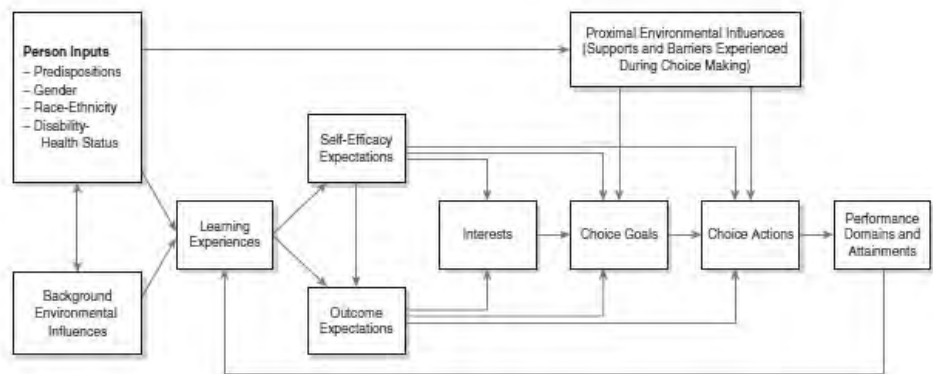 Person Inputs
– Predispositions
– Gender
– Race-Ethnicity
– Disability-
Health Status
Proximal Environmental Influences
(Supports and Barriers Experienced
During Choice Making)
Self-Efficacy
Expectations
Learning
Experiences
Interests
Choice Goals
Choice Actions
Performance
Domains and
Attainments
Background
Environmental
Influences
Outcome
Expectations